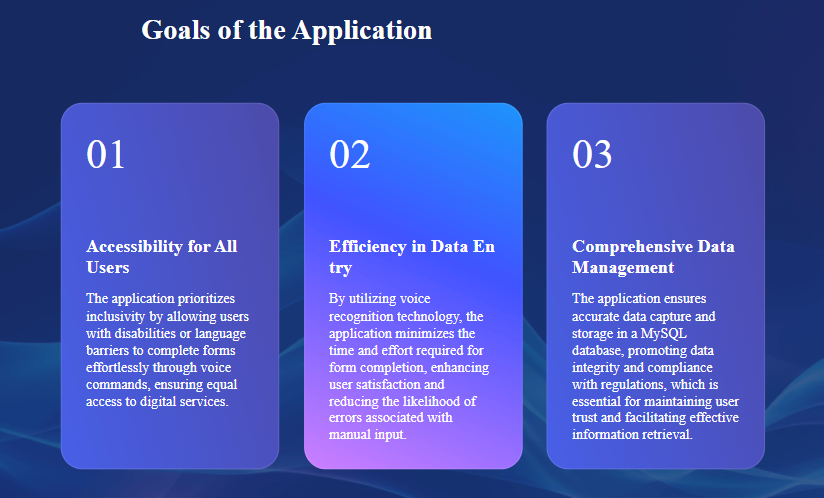 Goals of the Application
01
Accessibility for All
Users
The application prioritizes
inclusivity by allowing users
with disabilities or language
barriers to complete forms
effortlessly through voice
commands, ensuring equal
access to digital services.
02
Efficiency in Data En
try
By utilizing voice
recognition technology, the
application minimizes the
time and effort required for
form completion, enhancing
user satisfaction and
reducing the likelihood of
errors associated with
manual input.
03
Comprehensive Data
Management
The application ensures
accurate data capture and
storage in a MySQL
database, promoting data
integrity and compliance
with regulations, which is
essential for maintaining user
trust and facilitating effective
information retrieval.